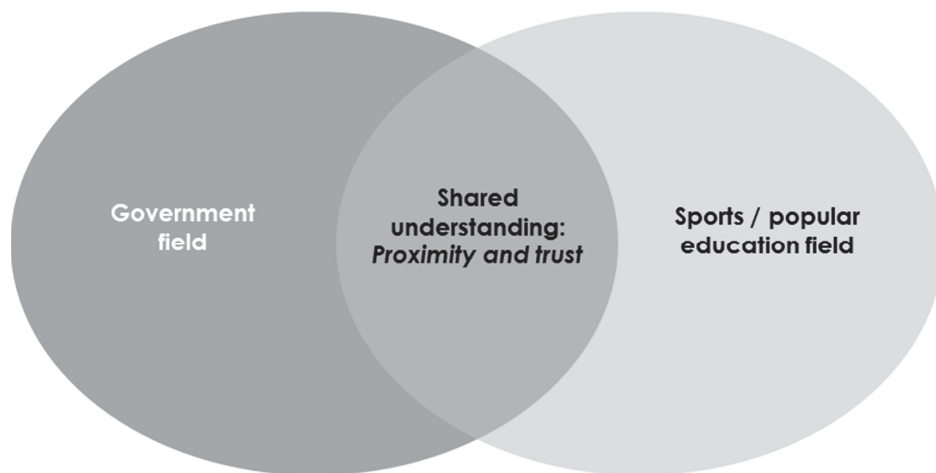 Government
field
Shared
understanding:
Proximity and trust
Sports / popular
education field